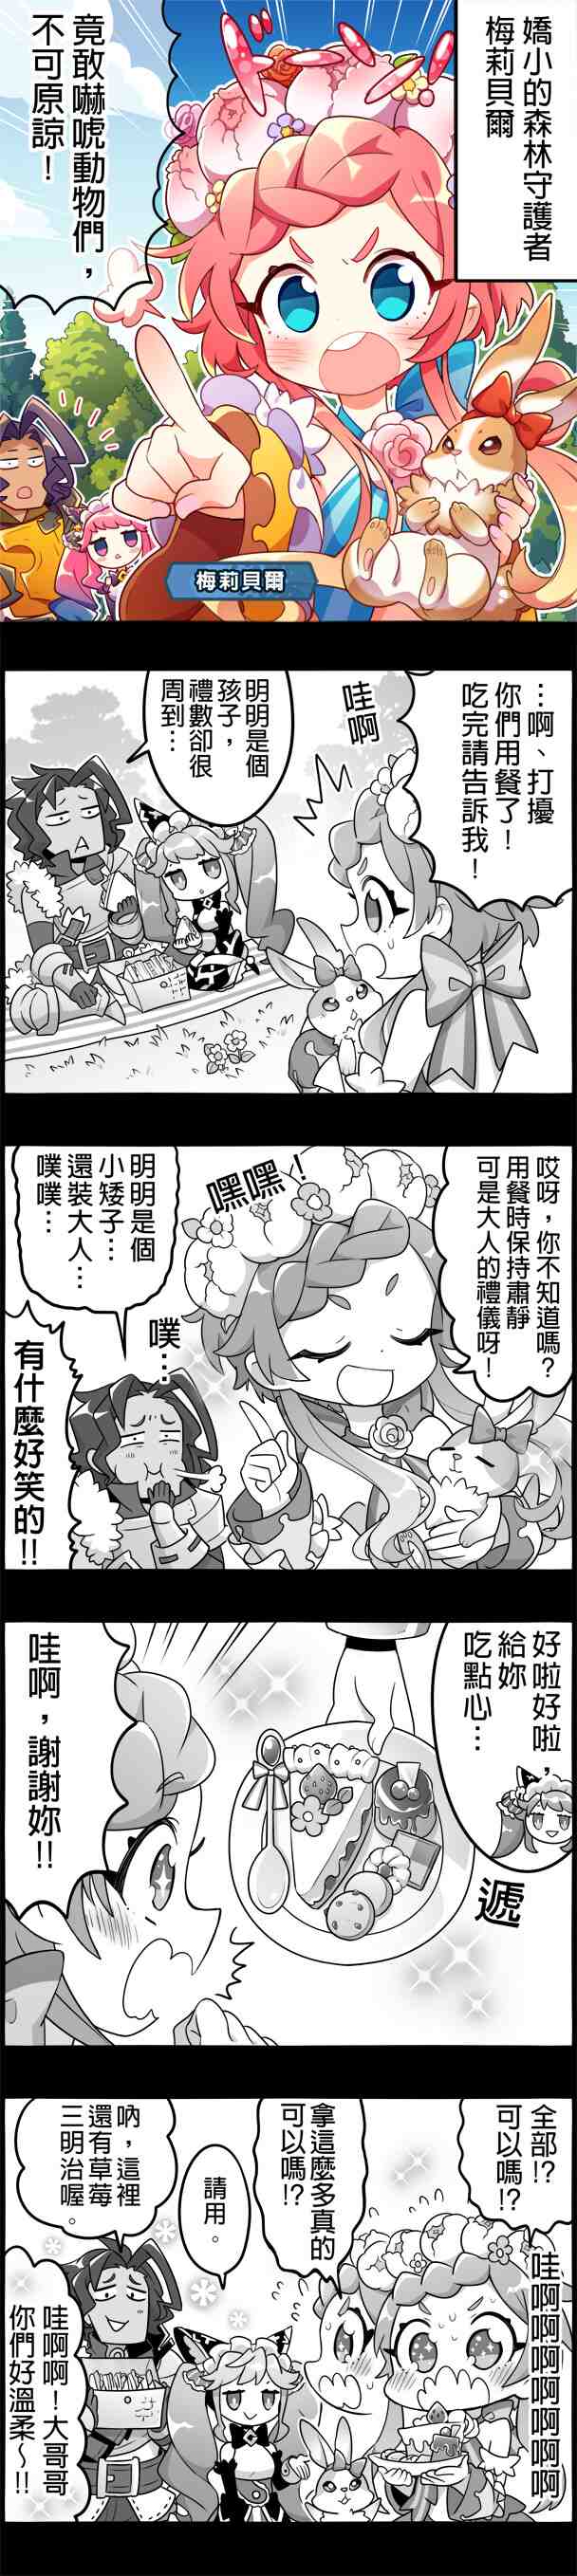 嬌小的森林守護者
梅莉貝爾
竟敢嚇唬動物們，
不可原諒！
梅莉貝爾
…啊、打擾
你們用餐了！
吃完請告訴我！
哇啊
明明是個
孩子，
禮數卻很
周到…
哎呀，你不知道嗎？
用餐時保持肅靜
可是大人的禮儀呀！
嘿嘿！
明明是個
小矮子…
還裝大人…
噗噗…
噗…
有什麼好笑的!!
好啦好啦，
給妳
吃點心…
遞
哇啊，謝謝妳!!
全部!?
可以嗎!?
哇啊啊啊啊啊啊啊
拿這麼多真的
可以嗎!?
請用。
吶，這裡
還有草莓
三明治喔。
哇啊啊！大哥哥
你們好溫柔～!!